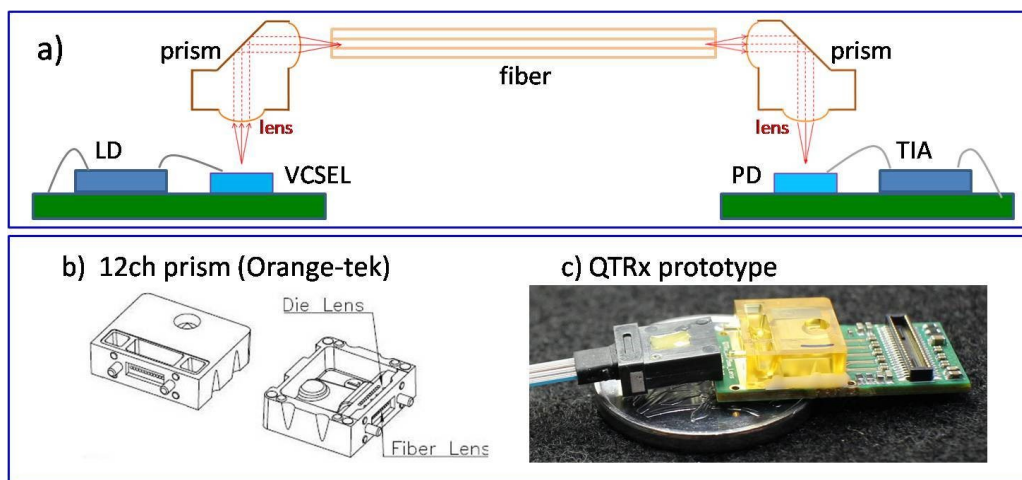 a)
prism
prism
fiber
lens
lens
LD
VCSEL
PD
TIA
b) 12ch prism (Orange-tek)
c) QTRx prototype
Die Lens
Fiber Lens